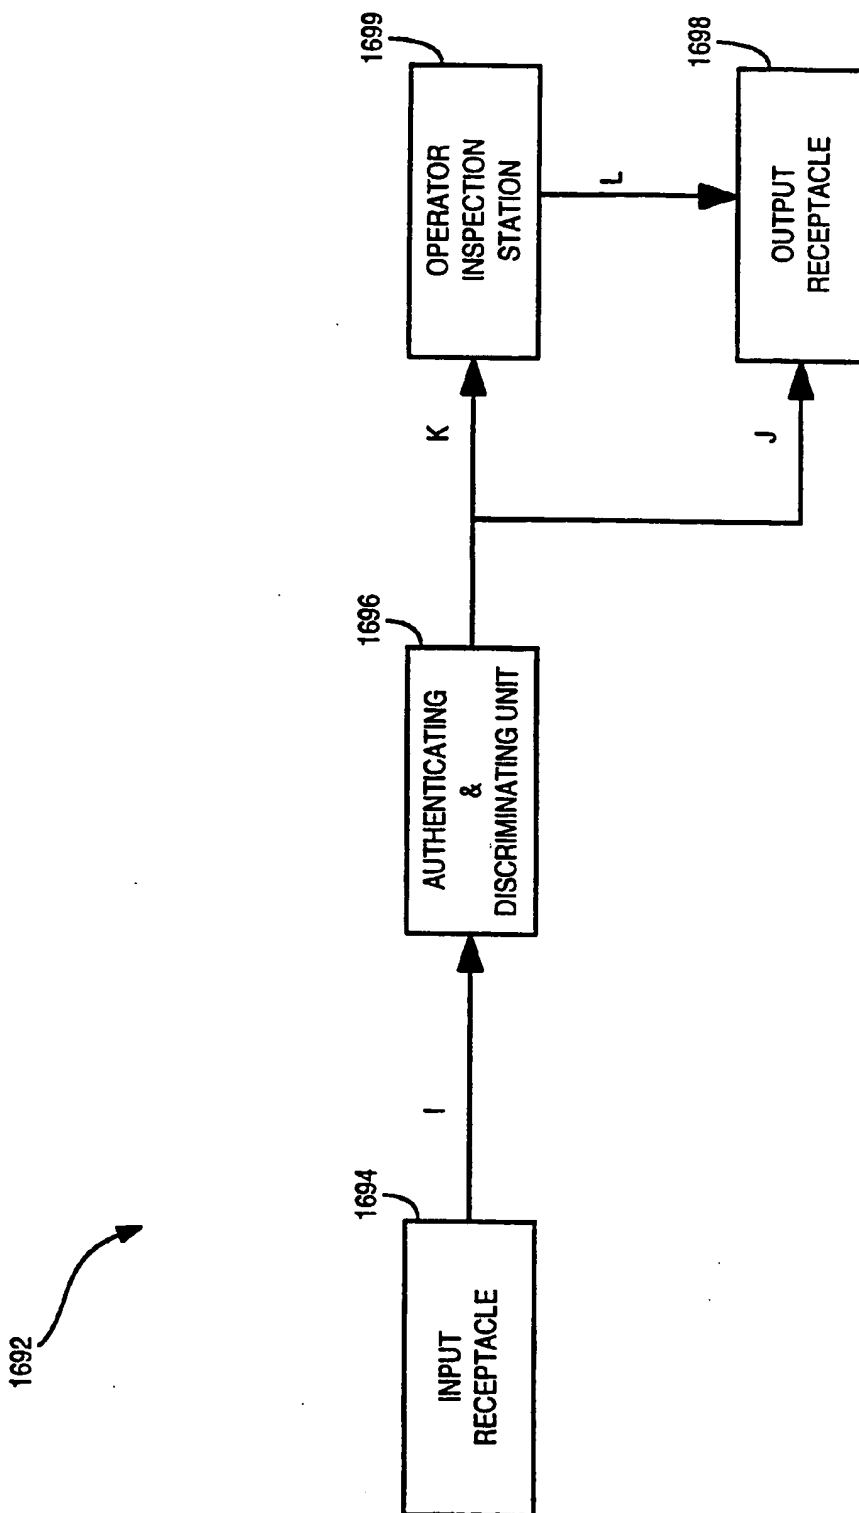 1692
1694
INPUT
RECEPTACLE
I
1696
AUTHENTICATING
&
DISCRIMINATING UNIT
K
J
1699
OPERATOR
INSPECTION
STATION
L
1698
OUTPUT
RECEPTACLE